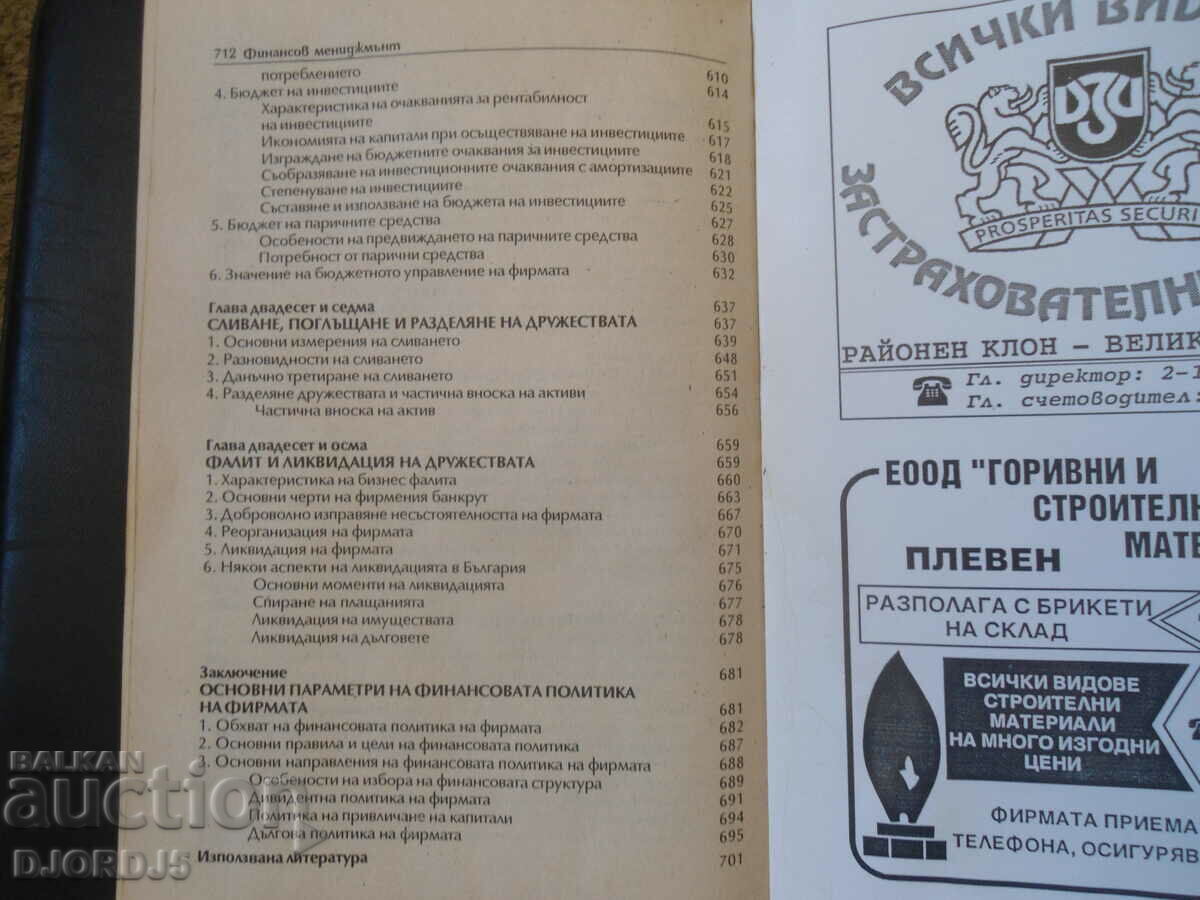 712 Финансов мениджмънт
потреблението 610
4. Бюджет на инвестициите 614
Характеристика на очакванията за рентабилност
на инвестициите 615
Икономията на капитали при осъществяване на инвестициите 617
Изграждане на бюджетните очаквания за инвестициите 618
Съобразяване на инвестиционните очаквания с амортизациите 621
Степенуване на инвестициите 622
Съставяне и използване на бюджета на инвестициите 625
5. Бюджет на паричните средства 627
Особености на предвиждането на паричните средства 628
Потребност от парични средства 630
6. Значение на бюджетното управление на фирмата 632
Глава двадесет и седма 637
СЛИВАНЕ, ПОГЛЪЩАНЕ И РАЗДЕЛЯНЕ НА ДРУЖЕСТВАТА 637
1. Основни измерения на сливането 639
2. Разновидности на сливането 648
3. Данъчно третиране на сливането 651
4. Разделяне дружествата и частична вноска на активи 654
Частична вноска на актив 656
Глава двадесет и осма 659
ФАЛИТ И ЛИКВИДАЦИЯ НА ДРУЖЕСТВАТА 659
1. Характеристика на бизнес фалита 660
2. Основни черти на фирмения банкрут 663
3. Доброволно изправяне несъстоятелността на фирмата 667
4. Реорганизация на фирмата 670
5. Ликвидация на фирмата 671
6. Някои аспекти на ликвидацията в България 675
Основни моменти на ликвидацията 676
Спиране на плащанията 677
Ликвидация на имуществата 678
Ликвидация на дълговете 678
Заключение 681
ОСНОВНИ ПАРАМЕТРИ НА ФИНАНСОВАТА ПОЛИТИКА
НА ФИРМАТА 681
1. Обхват на финансовата политика на фирмата 682
2. Основни правила и цели на финансовата политика 687
3. Основни направления на финансовата политика на фирмата 688
Особености на избора на финансовата структура 689
Дивидентна политика на фирмата 691
Политика на привличане на капитали 694
Дългова политика на фирмата 695
Използвана литература 701
ВСИЧКИ ВИДО
ЗАСТРАХОВАТЕЛН
PROSPERITAS SECURI
РАЙОНЕН КЛОН – ВЕЛИК
Гл. директор: 2-1
Гл. счетоводител:
ЕООД "ГОРИВНИ И
СТРОИТЕЛН
МАТЕ
ПЛЕВЕН
РАЗПОЛАГА С БРИКЕТИ
НА СКЛАД
ВСИЧКИ ВИДОВЕ
СТРОИТЕЛНИ
МАТЕРИАЛИ
НА МНОГО ИЗГОДНИ
ЦЕНИ
ФИРМАТА ПРИЕМА
ТЕЛЕФОНА, ОСИГУРЯВ
BALKAN
auction
DJORDJ5